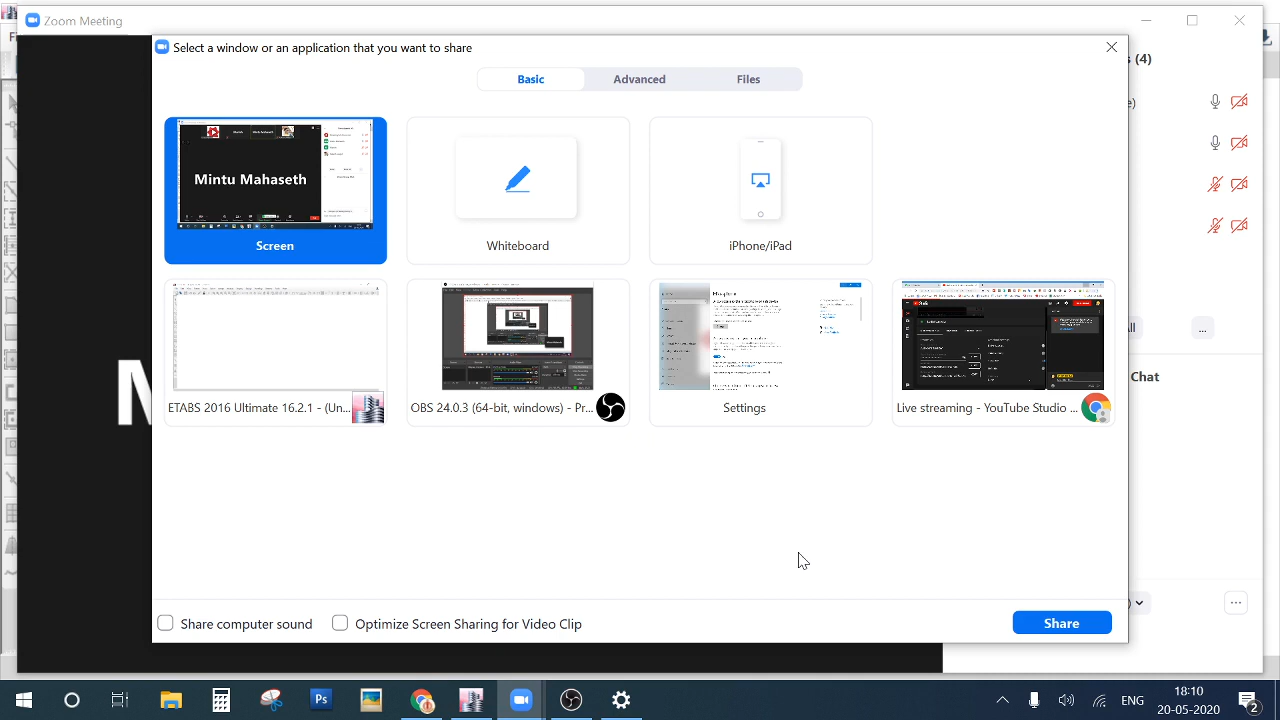 Zoom Meeting
Select a window or an application that you want to share
(4)
Basic
Advanced
Files
Mintu Mahaseth
Screen
Whiteboard
iPhone/iPad
ETABS 2016 Ultimate 16.2.1 - (Un...
OBS 24.0.3 (64-bit, windows) - Pr...
Settings
Live streaming - YouTube Studio ...
Chat
Share computer sound
Optimize Screen Sharing for Video Clip
Share
Ps
ENG
18:10
20-05-2020
2